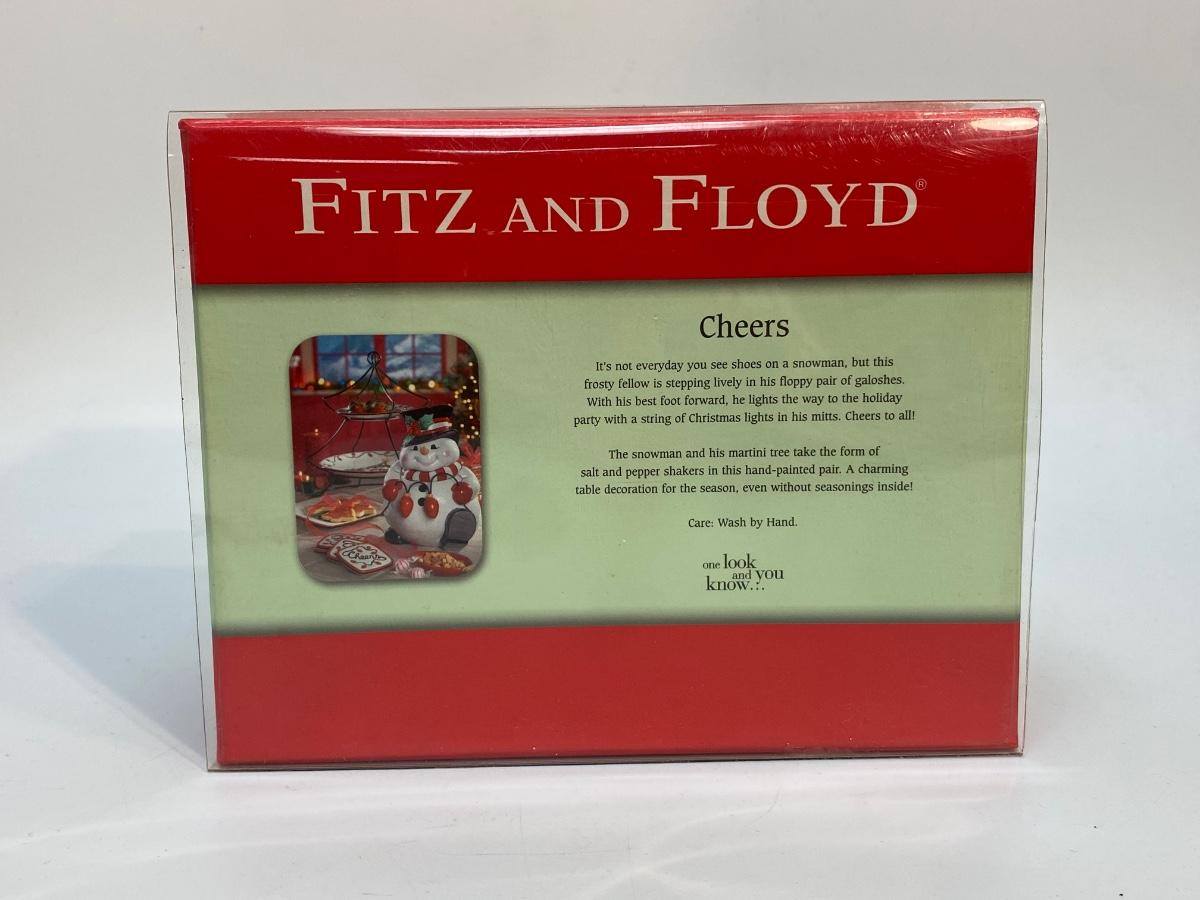 FITZ AND FLOYD®
Cheers
It's not everyday you see shoes on a snowman, but this
frosty fellow is stepping lively in his floppy pair of galoshes.
With his best foot forward, he lights the way to the holiday
party with a string of Christmas lights in his mitts. Cheers to all!
The snowman and his martini tree take the form of
salt and pepper shakers in this hand-painted pair. A charming
table decoration for the season, even without seasonings inside!
Care: Wash by Hand.
one look
and you
know.:.
Cheers